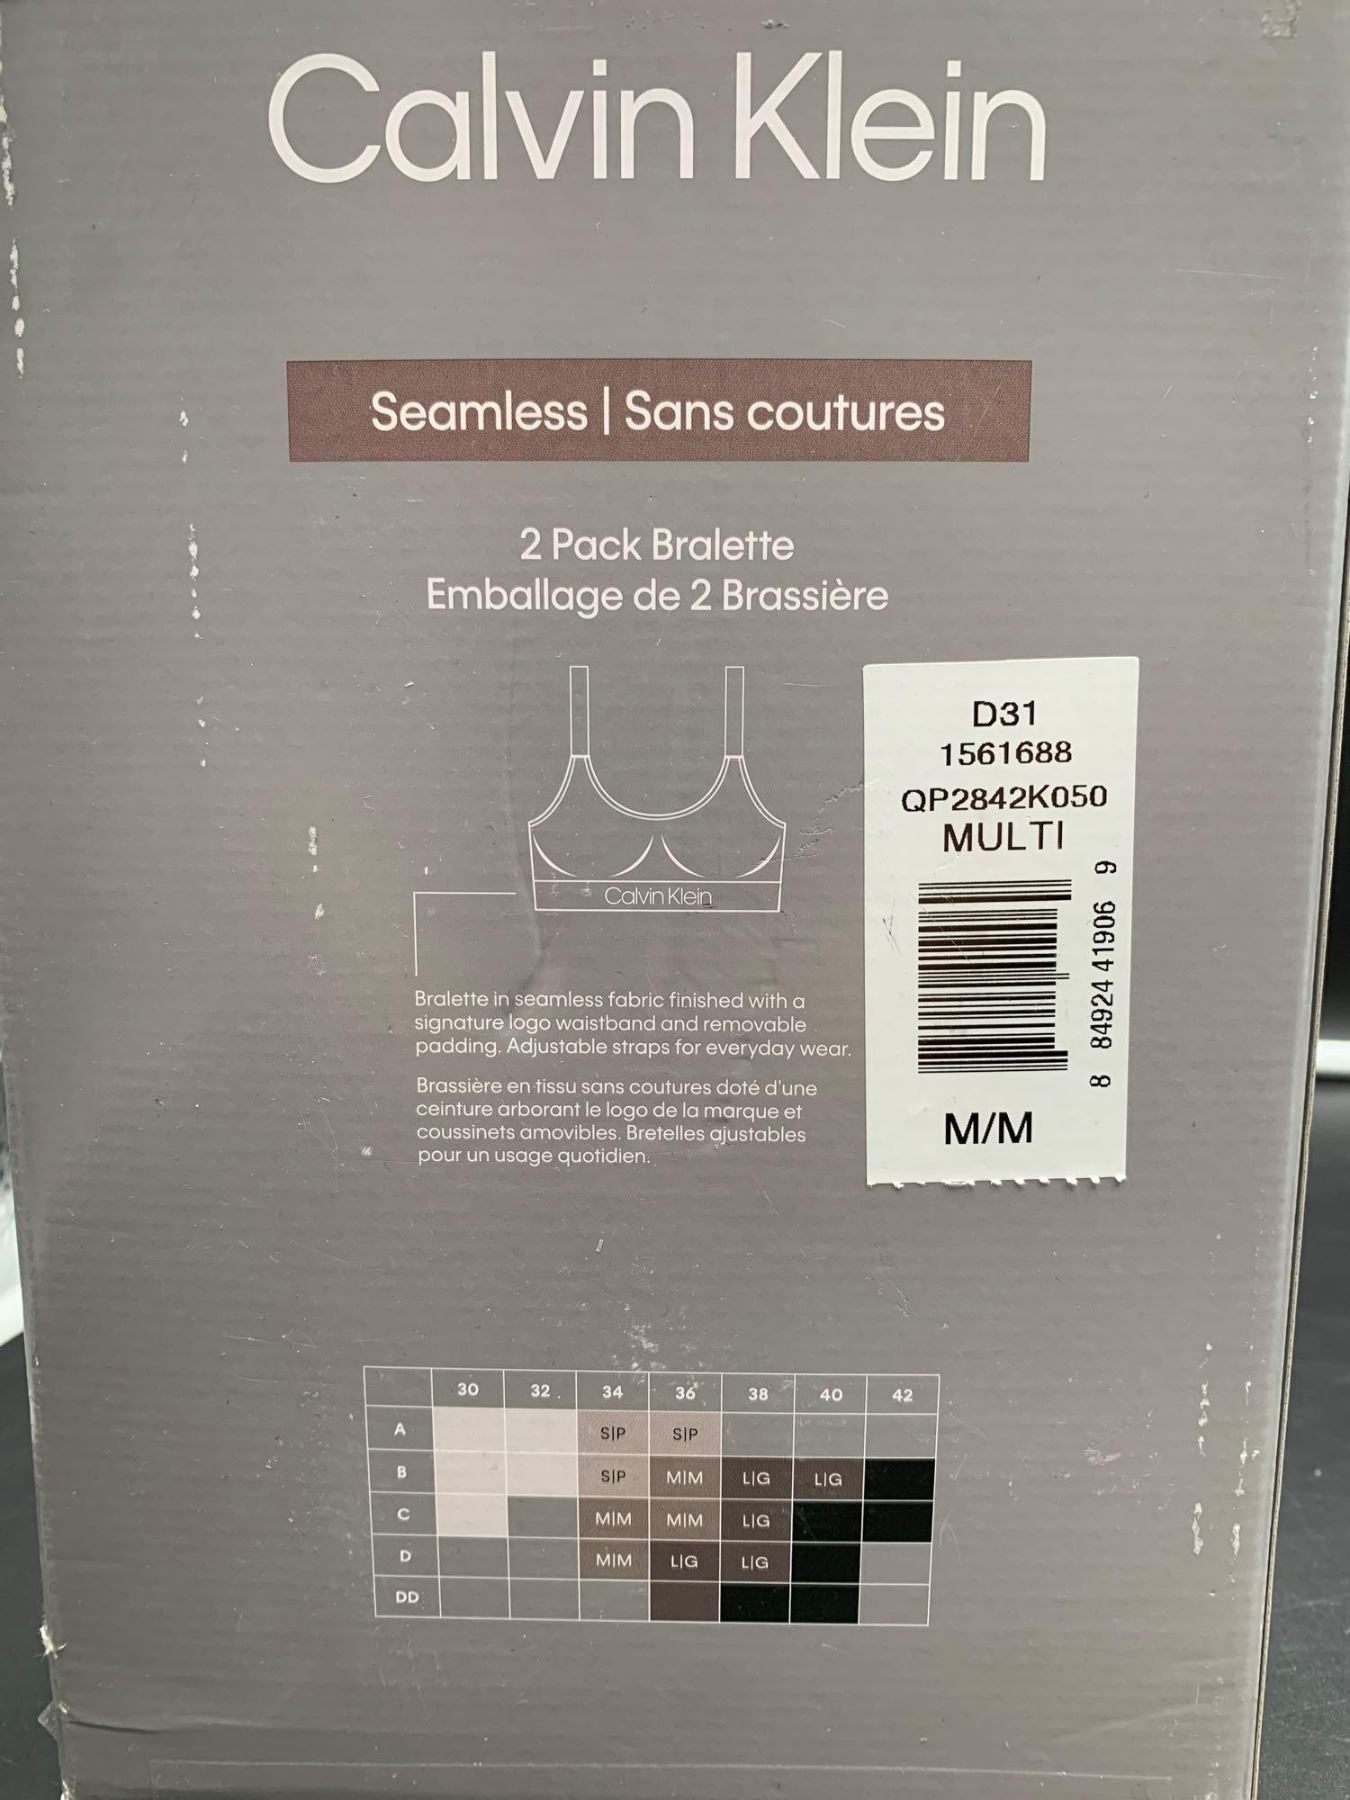 Calvin Klein
Seamless | Sans coutures
2 Pack Bralette
Emballage de 2 Brassière
Calvin Klein
Bralette in seamless fabric finished with a
signature logo waistband and removable
padding. Adjustable straps for everyday wear.
Brassière en tissu sans coutures doté d'une
ceinture arborant le logo de la marque et
coussinets amovibles. Bretelles ajustables
pour un usage quotidien.
D31
1561688
QP2842K050
MULTI
8 84924 41906 9
M/M
30 32 34 36 38 40 42
A S|P S|P
B S|P M|M L|G L|G
C M|M M|M L|G
D M|M L|G L|G
DD